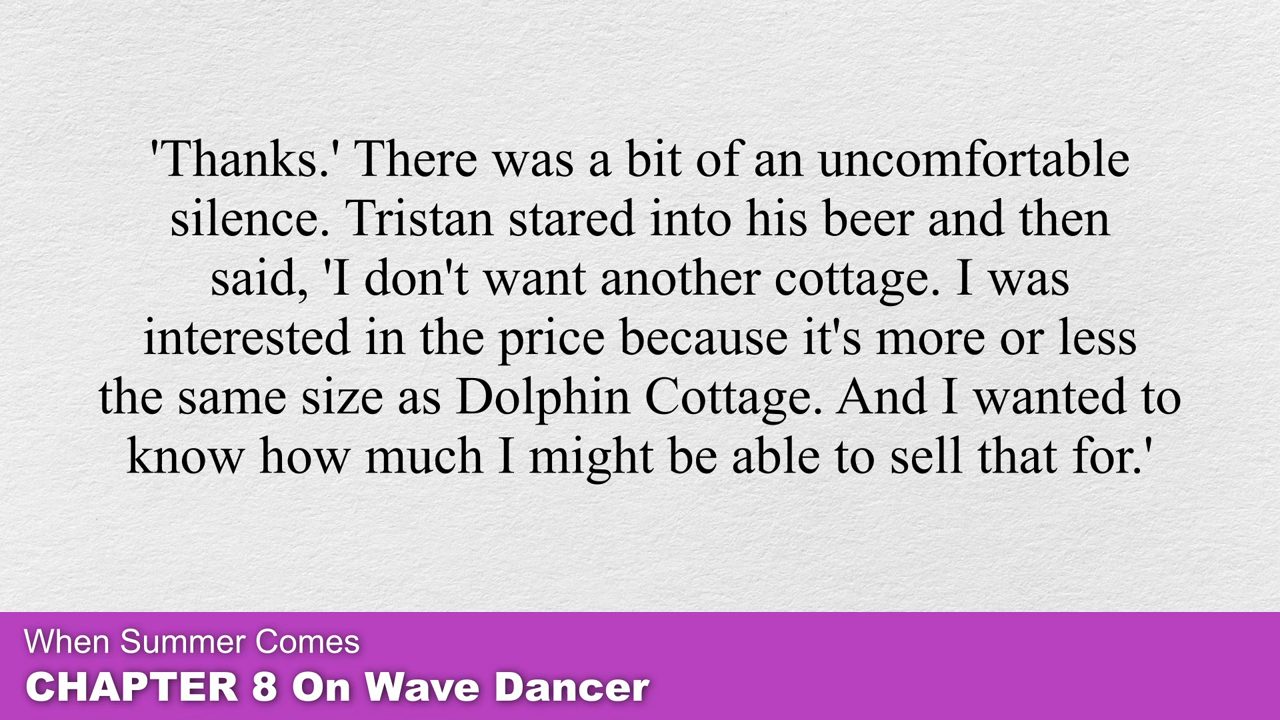 'Thanks.' There was a bit of an uncomfortable
silence. Tristan stared into his beer and then
said, 'I don't want another cottage. I was
interested in the price because it's more or less
the same size as Dolphin Cottage. And I wanted to
know how much I might be able to sell that for.'
When Summer Comes
CHAPTER 8 On Wave Dancer